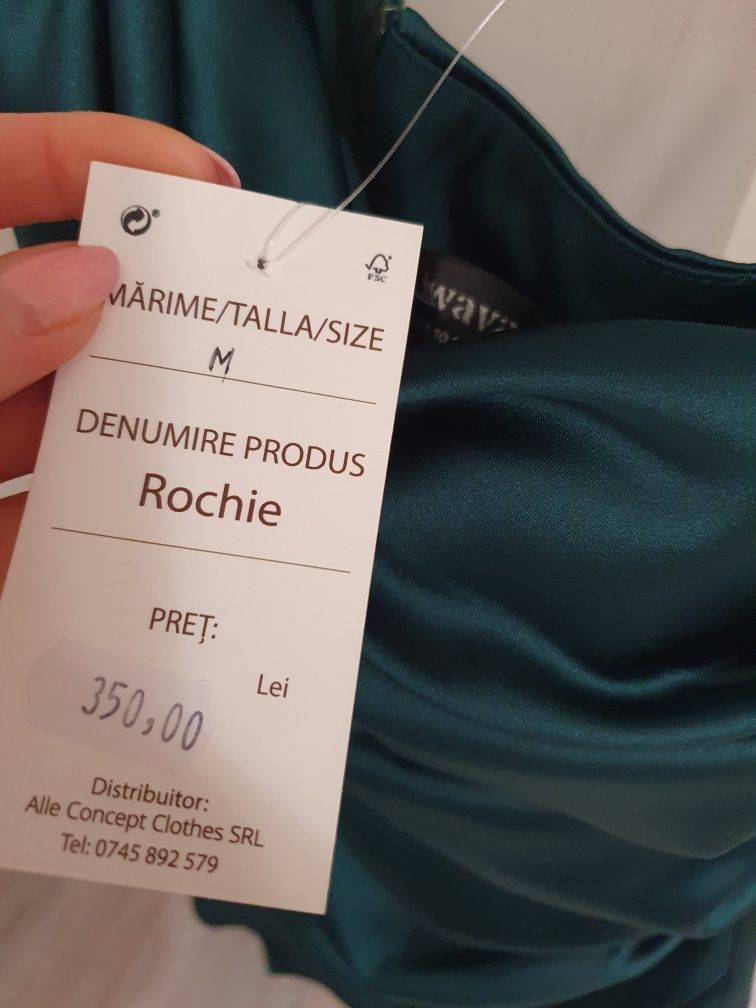 MĂRIME/TALLA/SIZE
M
DENUMIRE PRODUS
Rochie
PREȚ:
Lei
350,00
Distribuitor:
Alle Concept Clothes SRL
Tel: 0745 892 579
FSC